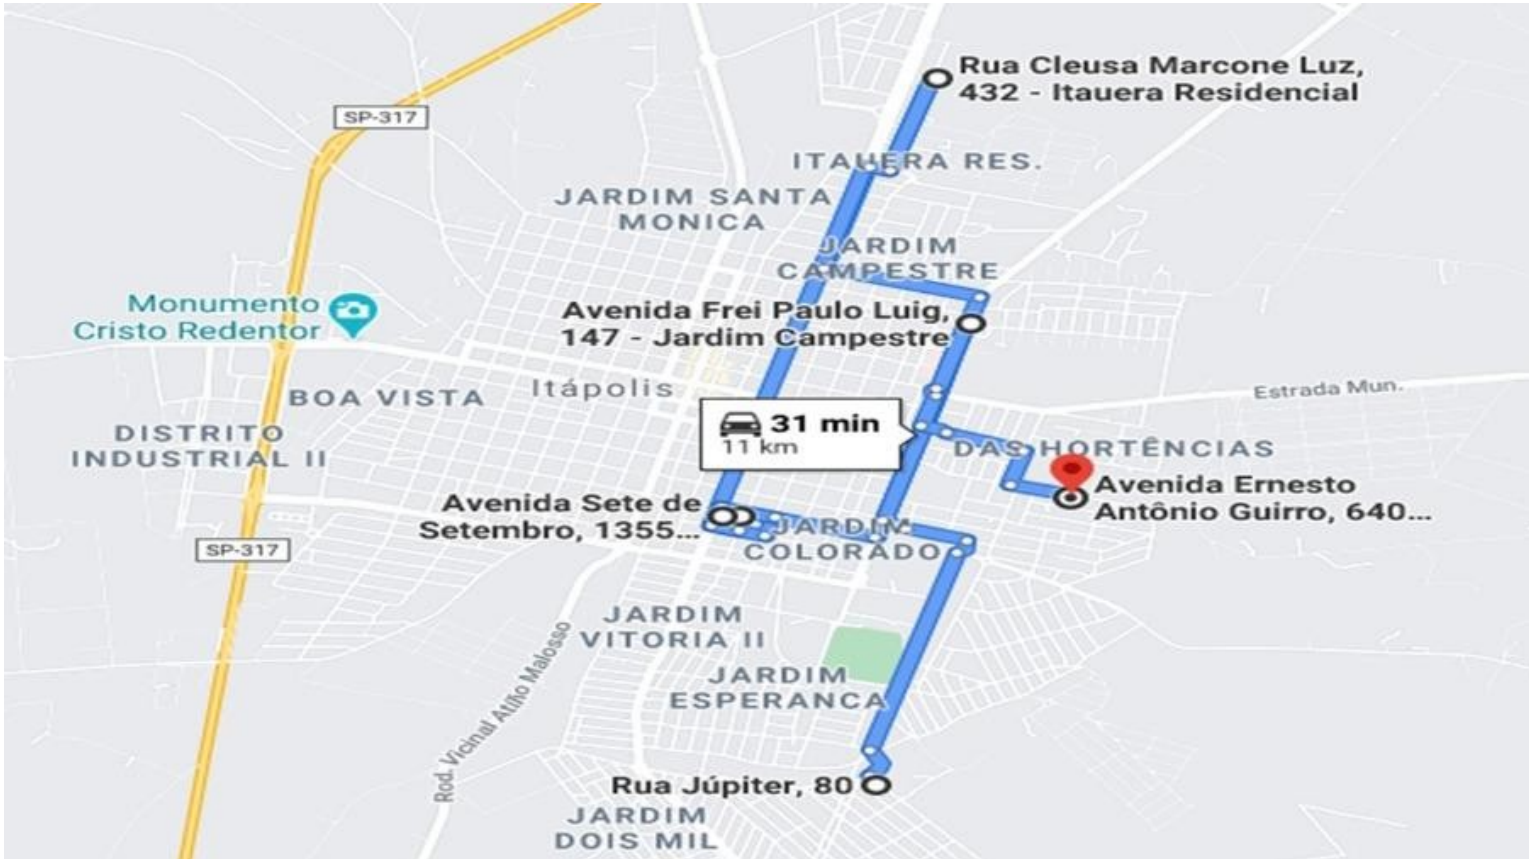 Rua Cleusa Marcone Luz,
432 - Itauera Residencial
SP-317
ITAUERA RES.
JARDIM SANTA
MONICA
JARDIM
CAMPESTRE
Monumento
Cristo Redentor
Avenida Frei Paulo Luig,
147 - Jardim Campestre
Itápolis
BOA VISTA
Estrada Mun.
31 min
11 km
DISTRITO
INDUSTRIAL II
DAS HORTÊNCIAS
Avenida Ernesto
Antônio Guirro, 640...
Avenida Sete de
Setembro, 1355...
JARDIM
COLORADO
SP-317
JARDIM
VITORIA II
JARDIM
ESPERANCA
Rod. Vicinal Atílho Malosso
Rua Júpiter, 80
JARDIM
DOIS MIL